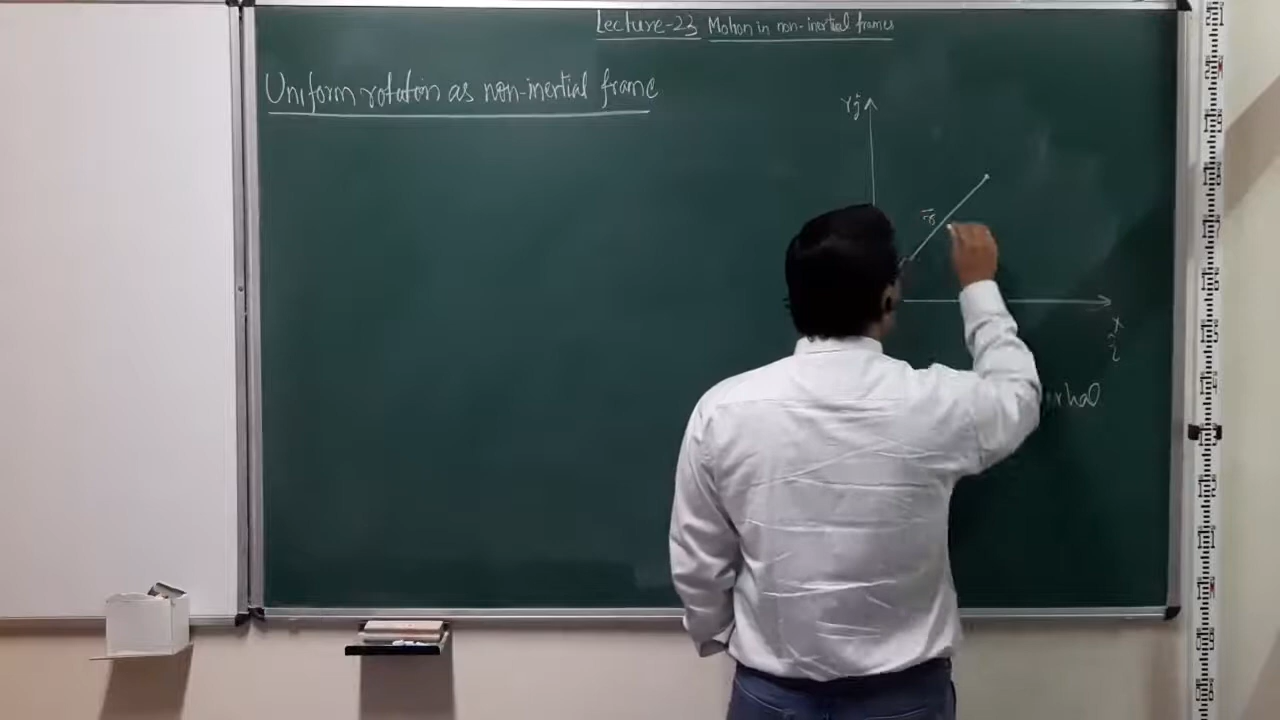 Lecture-23 Motion in non-inertial frames
Uniform rotation as non-inertial frame
Y ĵ
r̄
X
î